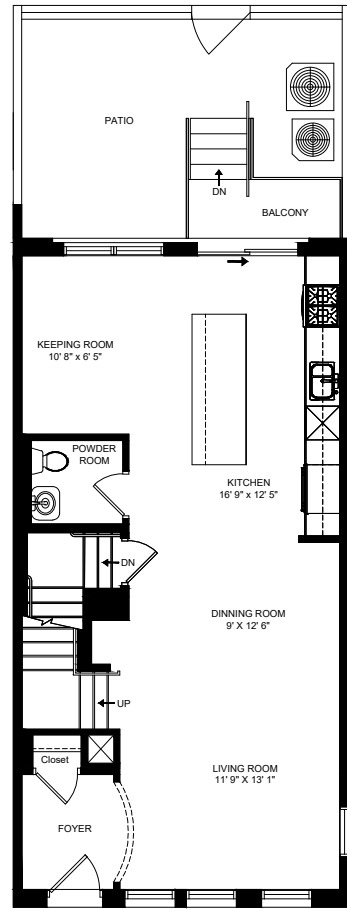 PATIO
DN
BALCONY
KEEPING ROOM
10' 8" x 6' 5"
POWDER
ROOM
KITCHEN
16' 9" x 12' 5"
DN
DINNING ROOM
9' X 12' 6"
UP
Closet
LIVING ROOM
11' 9" X 13' 1"
FOYER